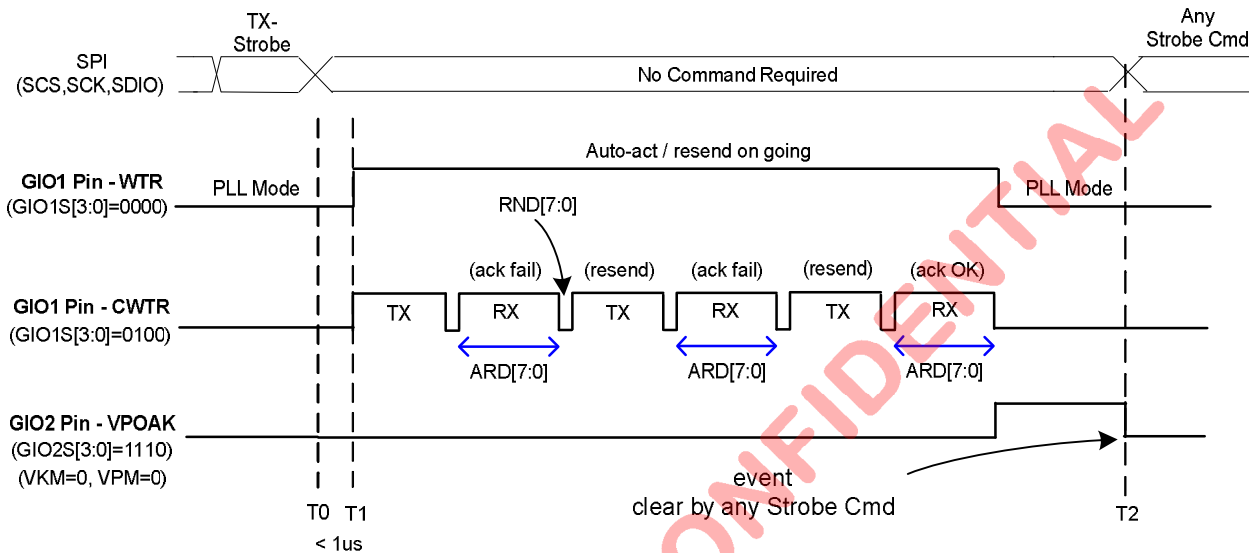 TX-
Strobe
Any
Strobe Cmd
SPI
(SCS,SCK,SDIO)
No Command Required
Auto-act / resend on going
GIO1 Pin - WTR
(GIO1S[3:0]=0000)
PLL Mode
PLL Mode
RND[7:0]
(ack fail)
(resend)
(ack fail)
(resend)
(ack OK)
GIO1 Pin - CWTR
(GIO1S[3:0]=0100)
TX
RX
TX
RX
TX
RX
ARD[7:0]
ARD[7:0]
ARD[7:0]
GIO2 Pin - VPOAK
(GIO2S[3:0]=1110)
(VKM=0, VPM=0)
event
clear by any Strobe Cmd
T0
T1
T2
< 1us
CONFIDENTIAL